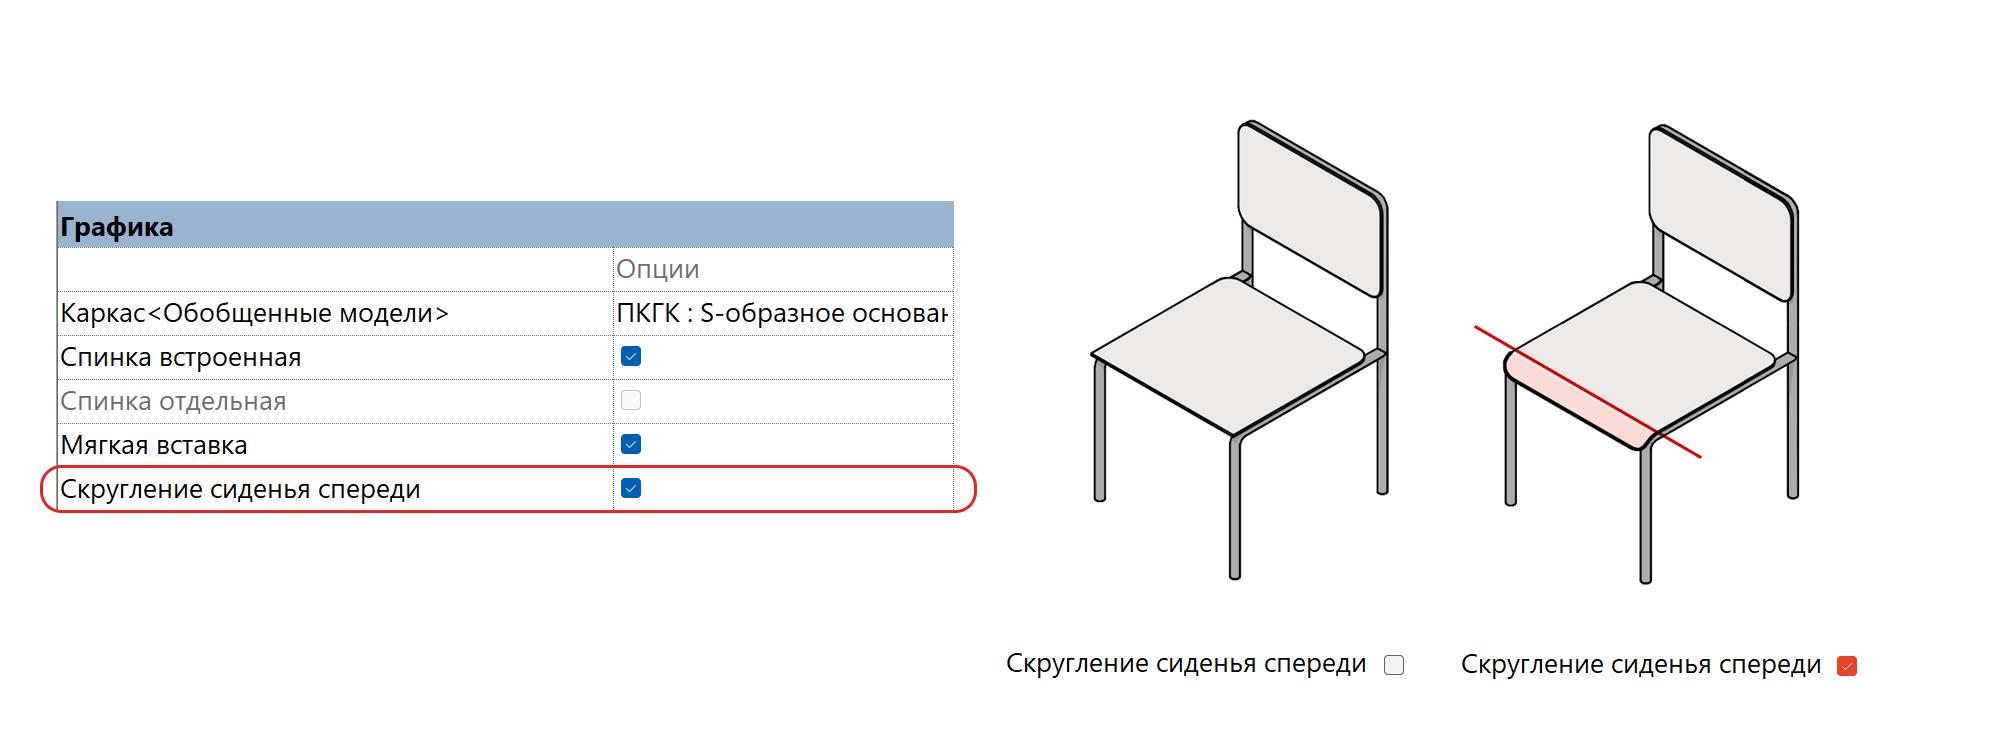 Графика
Опции
Каркас<Обобщенные модели> ПКГК : S-образное
Спинка встроенная
Спинка отдельная
Мягкая вставка
Скругление сиденья спереди
Скругление сиденья спереди
Скругление сиденья спереди